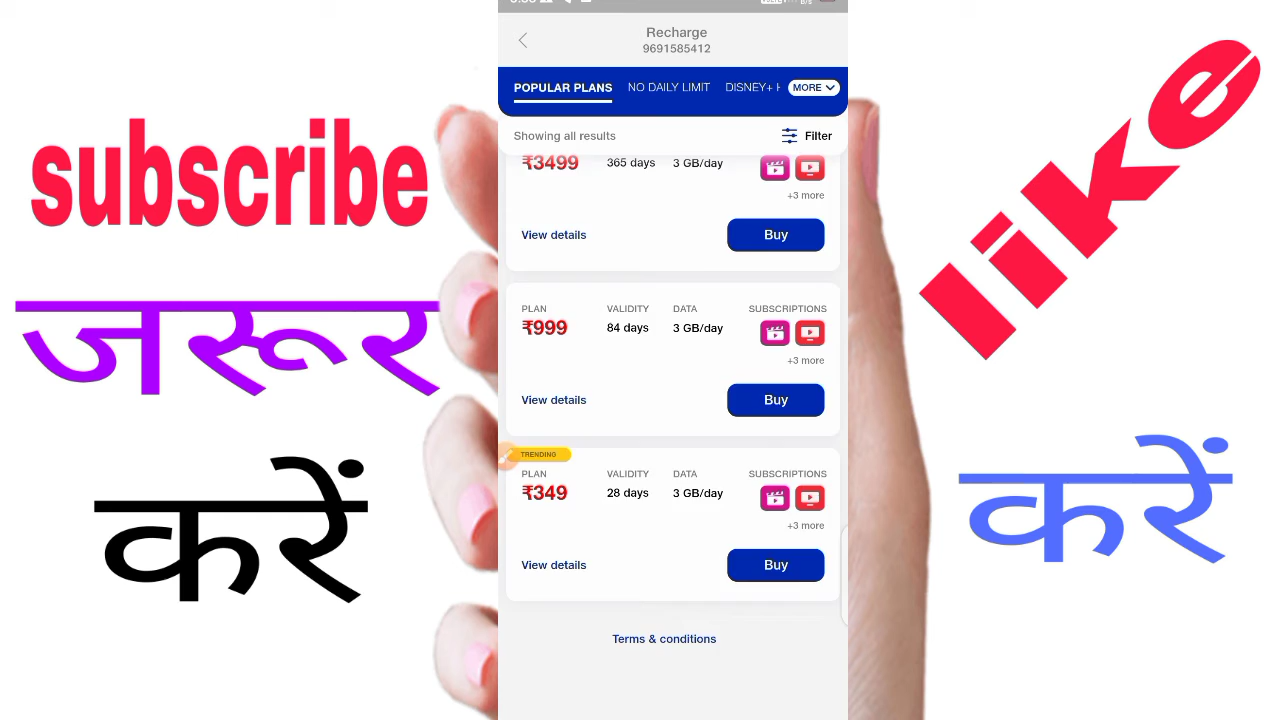 Recharge
9691585412
POPULAR PLANS NO DAILY LIMIT DISNEY+ MORE
Showing all results Filter
₹3499 365 days 3 GB/day
+3 more
View details Buy
PLAN VALIDITY DATA SUBSCRIPTIONS
₹999 84 days 3 GB/day
+3 more
View details Buy
TRENDING
PLAN VALIDITY DATA SUBSCRIPTIONS
₹349 28 days 3 GB/day
+3 more
View details Buy
Terms & conditions
subscribe
जरूर
करें
like
करें